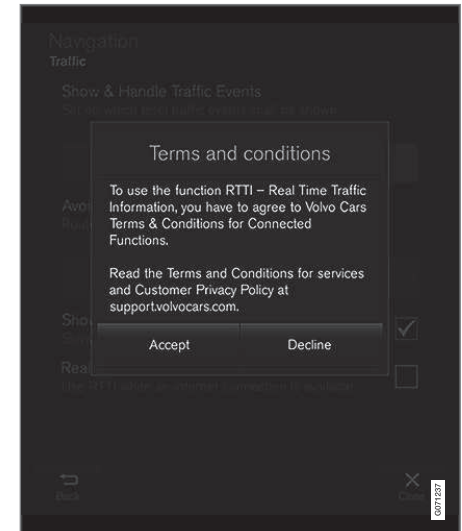 Navigation
Traffic
Show & Handle Traffic Events
Terms and conditions
To use the function RTTI – Real Time Traffic
Information, you have to agree to Volvo Cars
Terms & Conditions for Connected
Functions.
Read the Terms and Conditions for services
and Customer Privacy Policy at
support.volvocars.com.
Accept
Decline
Back
Close
G071237